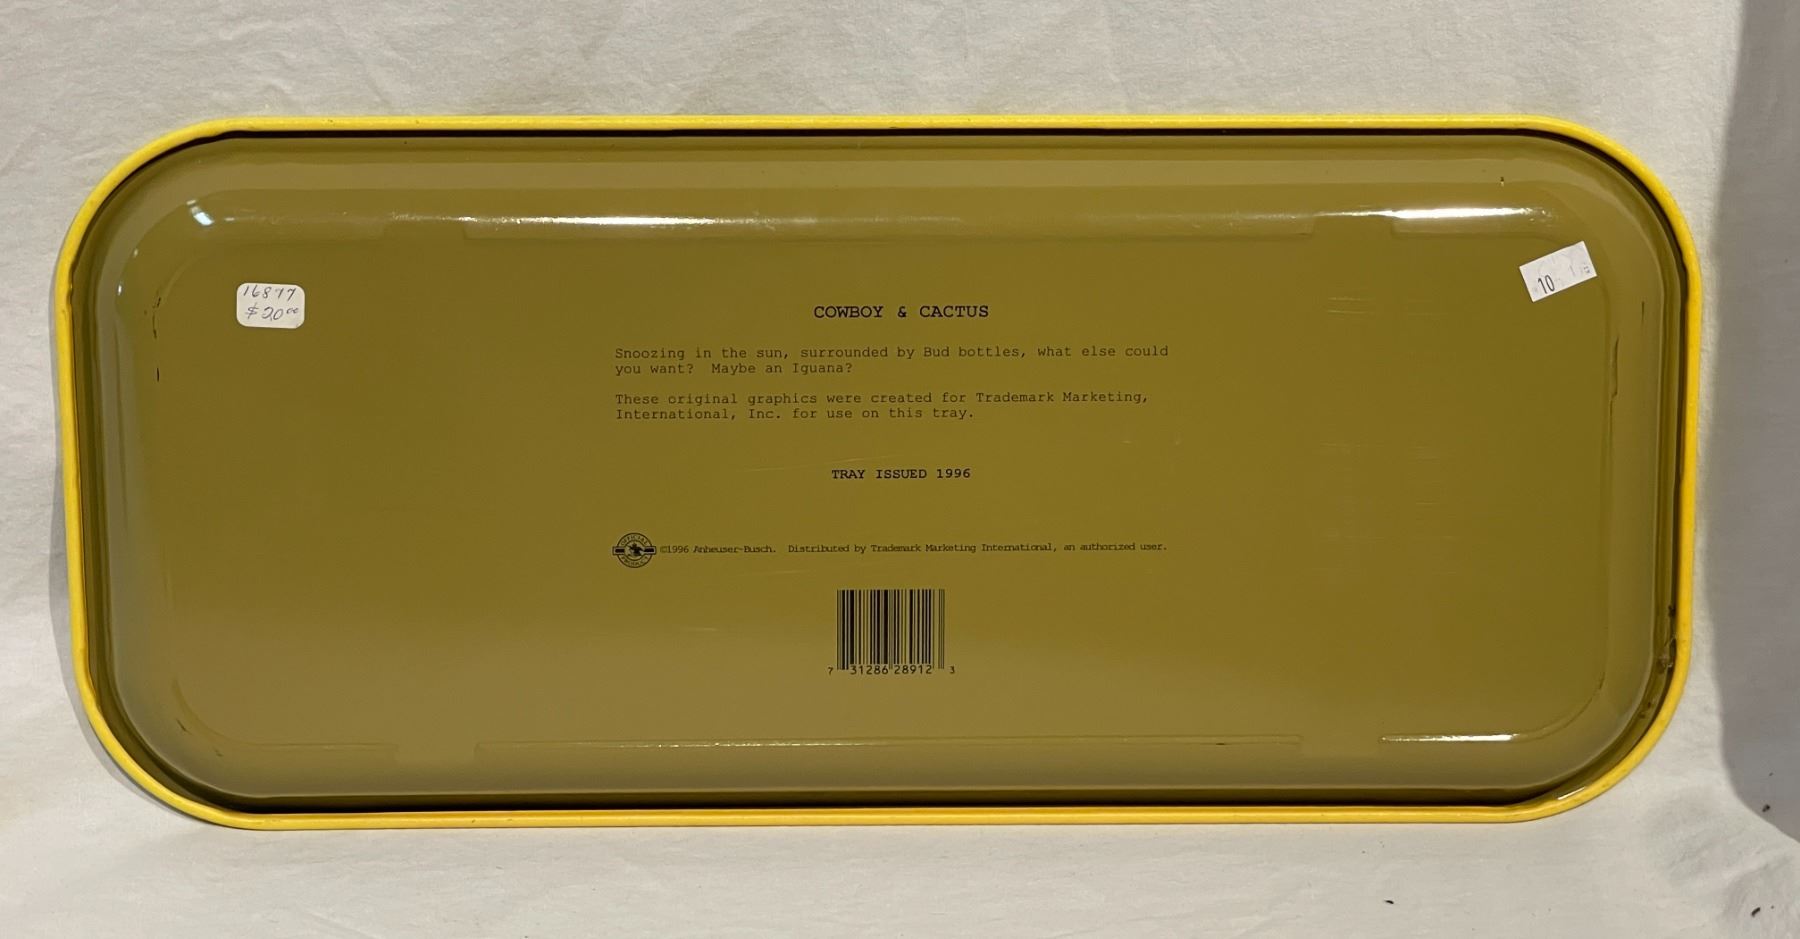 16877
$20.00
10
COWBOY & CACTUS
Snoozing in the sun, surrounded by Bud bottles, what else could
you want?  Maybe an Iguana?
These original graphics were created for Trademark Marketing,
International, Inc. for use on this tray.
TRAY ISSUED 1996
OFFICIAL
PRODUCT
©1996 Anheuser-Busch.  Distributed by Trademark Marketing International, an authorized user.
7 31286 28912 3